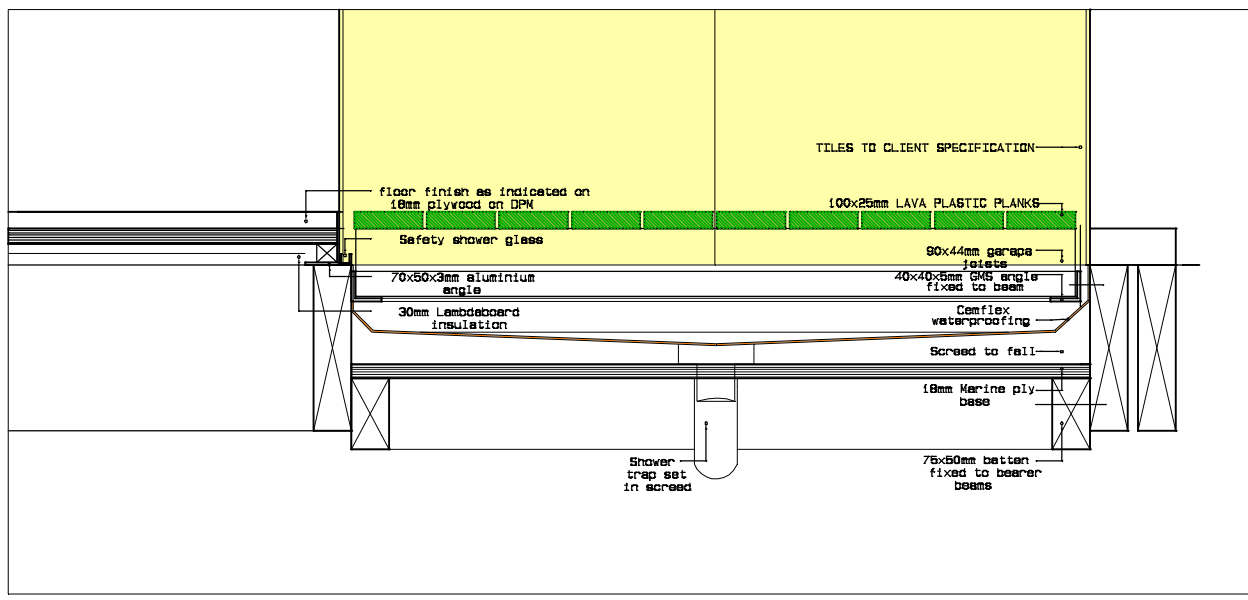 TILES TO CLIENT SPECIFICATION
floor finish as indicated on
18mm plywood on DPM
100x25mm LAVA PLASTIC PLANKS
Safety shower glass
90x44mm garapa
joists
70x50x3mm aluminium
angle
40x40x5mm GMS angle
fixed to beam
30mm Lambdaboard
insulation
Cemflex
waterproofing
Screed to fall
18mm Marine ply
base
Shower
trap set
in screed
75x50mm batten
fixed to bearer
beams